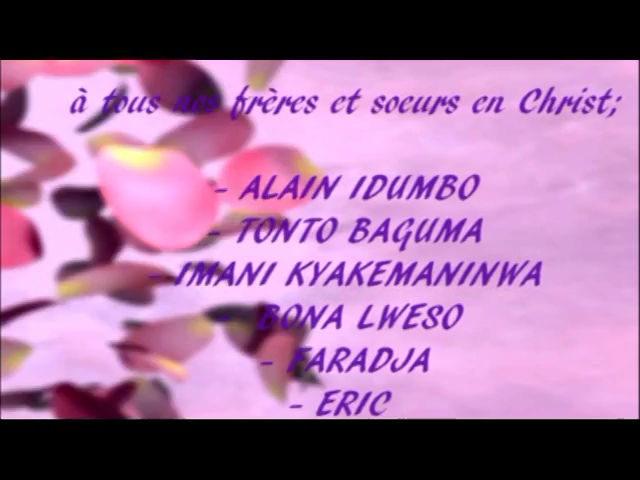 à tous nos frères et soeurs en Christ;
- ALAIN IDUMBO
- TONTO BAGUMA
- IMANI KYAKEMANINWA
- BONA LWESO
- FARADJA
- ERIC